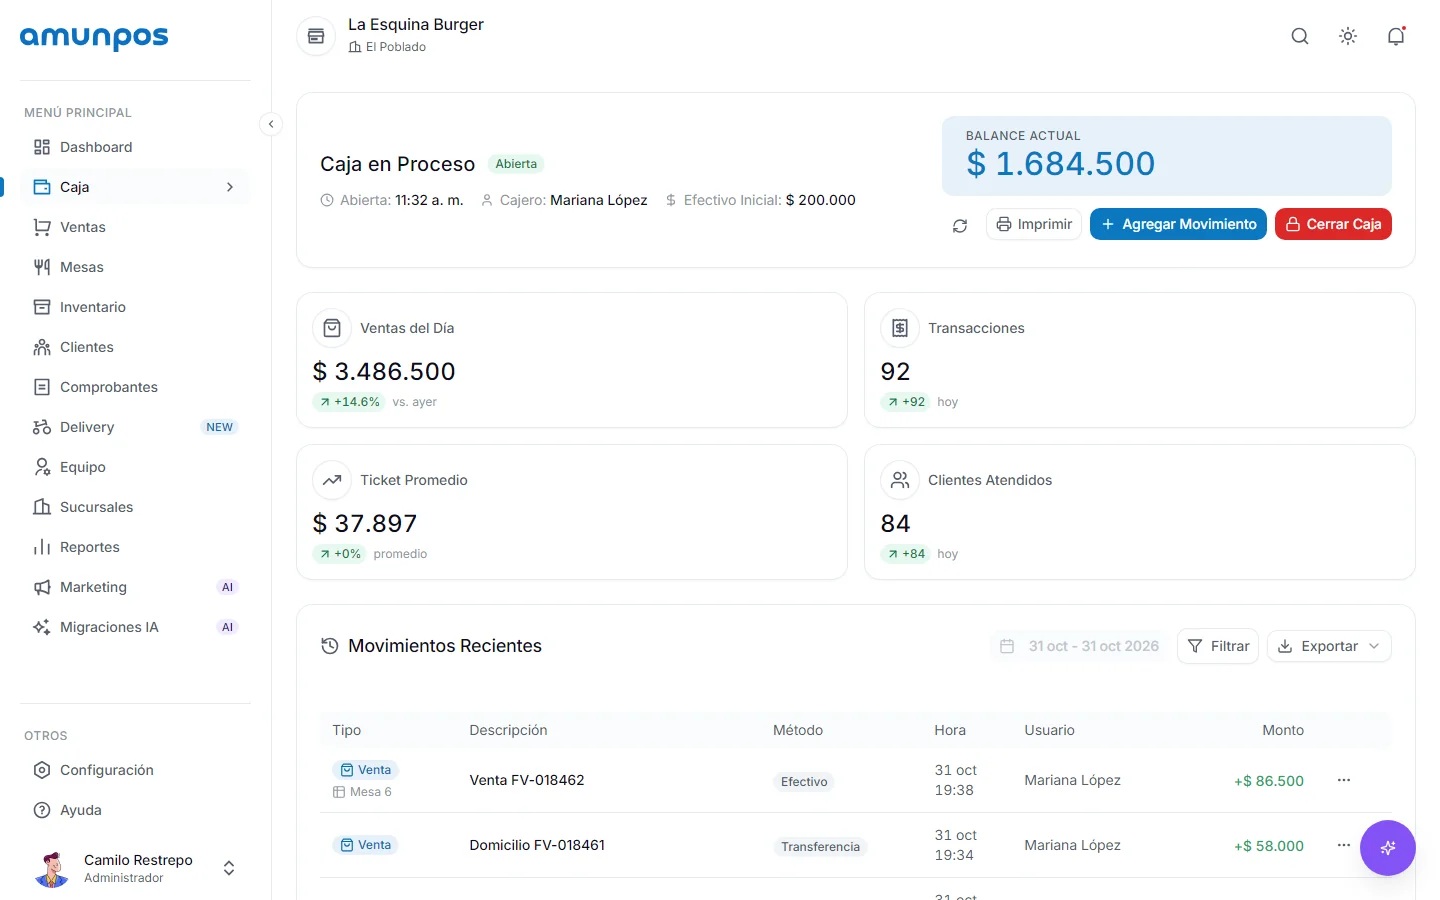 amunpos
MENÚ PRINCIPAL
Dashboard
Caja
Ventas
Mesas
Inventario
Clientes
Comprobantes
Delivery NEW
Equipo
Sucursales
Reportes
Marketing AI
Migraciones IA AI
OTROS
Configuración
Ayuda
Camilo Restrepo
Administrador
La Esquina Burger
El Poblado
Caja en Proceso Abierta
Abierta: 11:32 a. m. Cajero: Mariana López $ Efectivo Inicial: $ 200.000
BALANCE ACTUAL
$ 1.684.500
Imprimir + Agregar Movimiento Cerrar Caja
Ventas del Día
$ 3.486.500
+14.6% vs. ayer
Transacciones
92
+92 hoy
Ticket Promedio
$ 37.897
+0% promedio
Clientes Atendidos
84
+84 hoy
Movimientos Recientes
31 oct - 31 oct 2026 Filtrar Exportar
Tipo Descripción Método Hora Usuario Monto
Venta
Mesa 6
Venta FV-018462
Efectivo
31 oct
19:38
Mariana López
+$ 86.500
Venta
Domicilio FV-018461
Transferencia
31 oct
19:34
Mariana López
+$ 58.000
31 oct